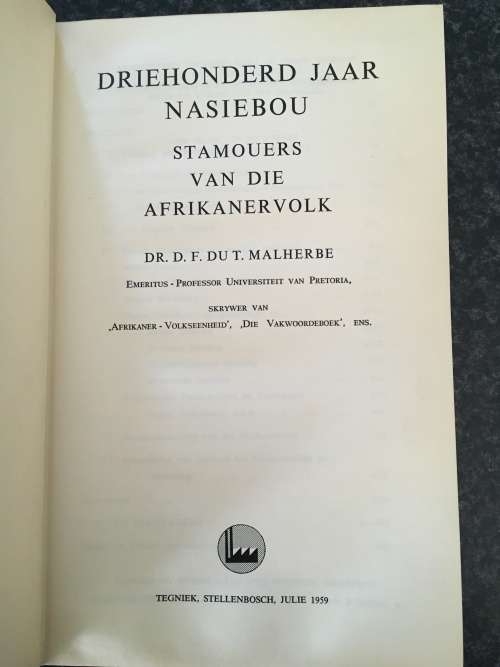 DRIEHONDERD JAAR
NASIEBOU
STAMOUERS
VAN DIE
AFRIKANERVOLK
DR. D. F. DU T. MALHERBE
EMERITUS - PROFESSOR UNIVERSITEIT VAN PRETORIA,
SKRYWER VAN
‚AFRIKANER - VOLKSEENHEID’, ‚DIE VAKWOORDEBOEK’, ENS.
TEGNIEK, STELLENBOSCH, JULIE 1959